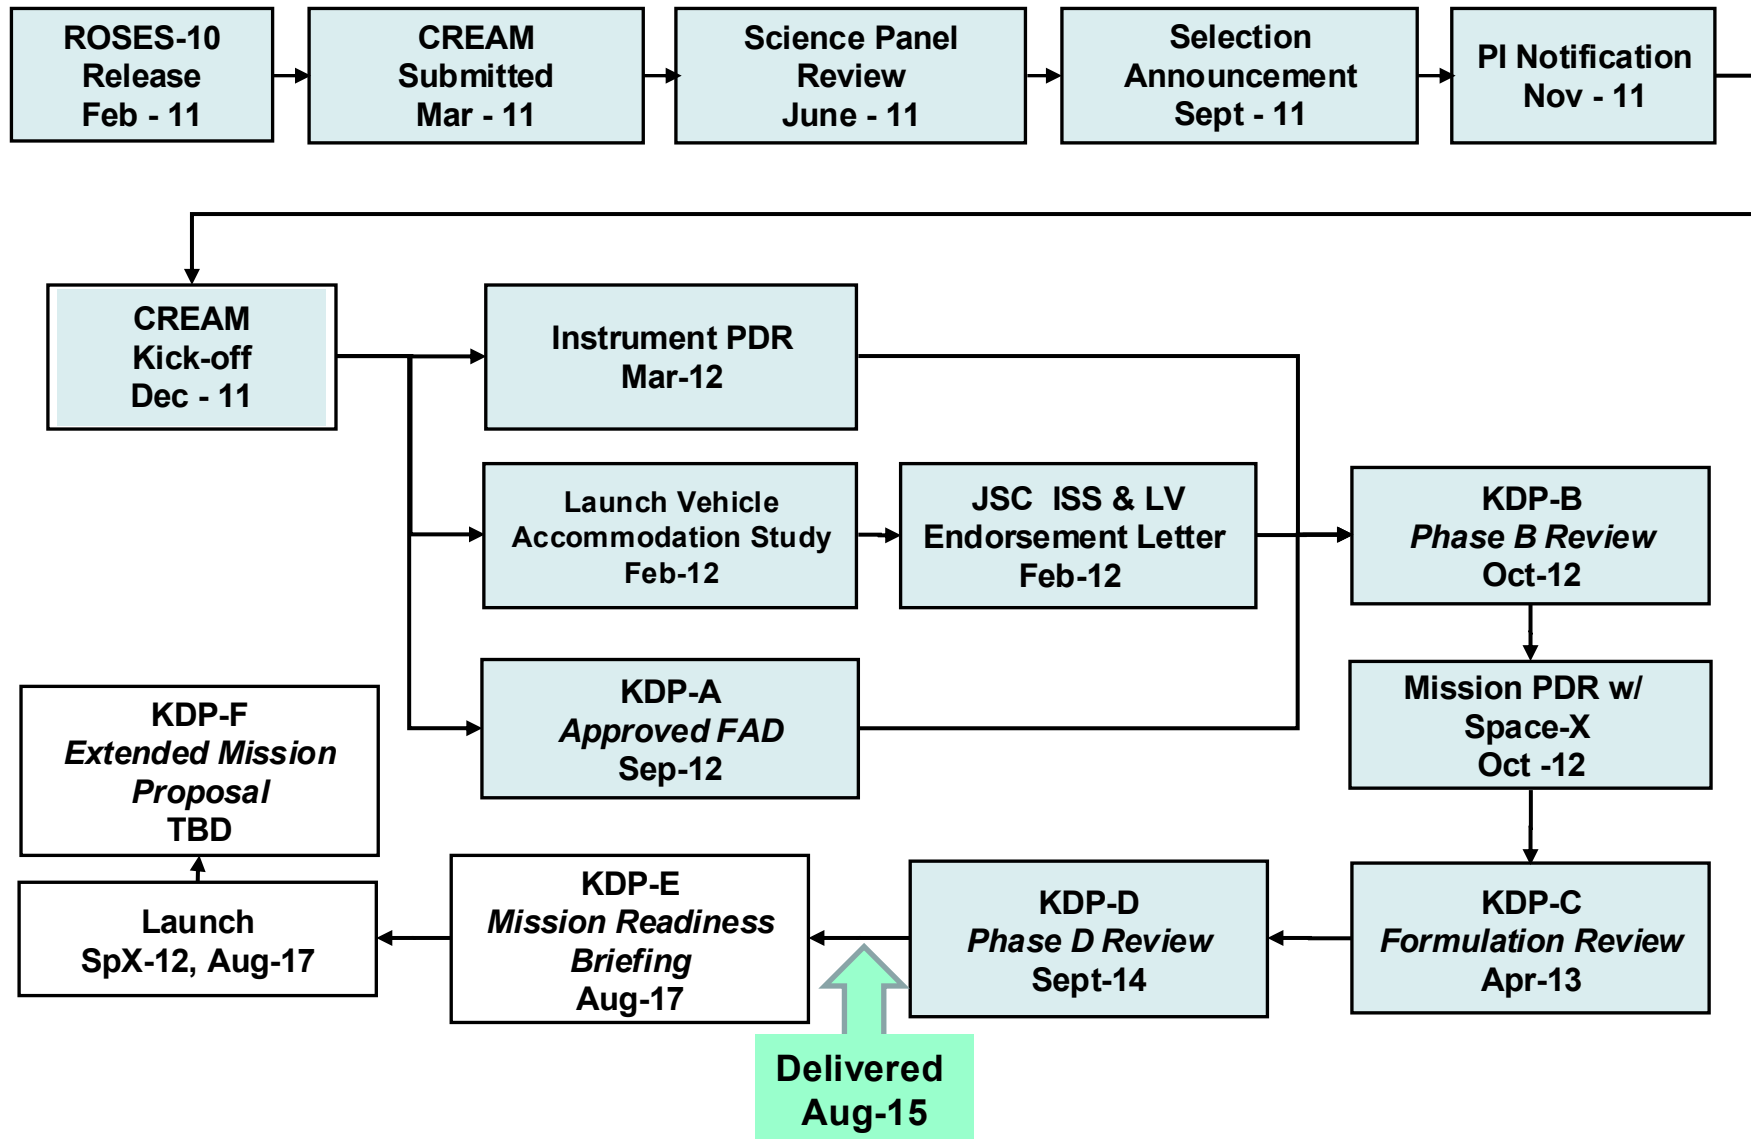 ROSES-10
Release
Feb - 11
CREAM
Submitted
Mar - 11
Science Panel
Review
June - 11
Selection
Announcement
Sept - 11
PI Notification
Nov - 11
CREAM
Kick-off
Dec - 11
Instrument PDR
Mar-12
Launch Vehicle
Accommodation Study
Feb-12
JSC ISS & LV
Endorsement Letter
Feb-12
KDP-A
Approved FAD
Sep-12
KDP-B
Phase B Review
Oct-12
Mission PDR w/
Space-X
Oct -12
KDP-C
Formulation Review
Apr-13
KDP-D
Phase D Review
Sept-14
Delivered
Aug-15
KDP-E
Mission Readiness
Briefing
Aug-17
Launch
SpX-12, Aug-17
KDP-F
Extended Mission
Proposal
TBD